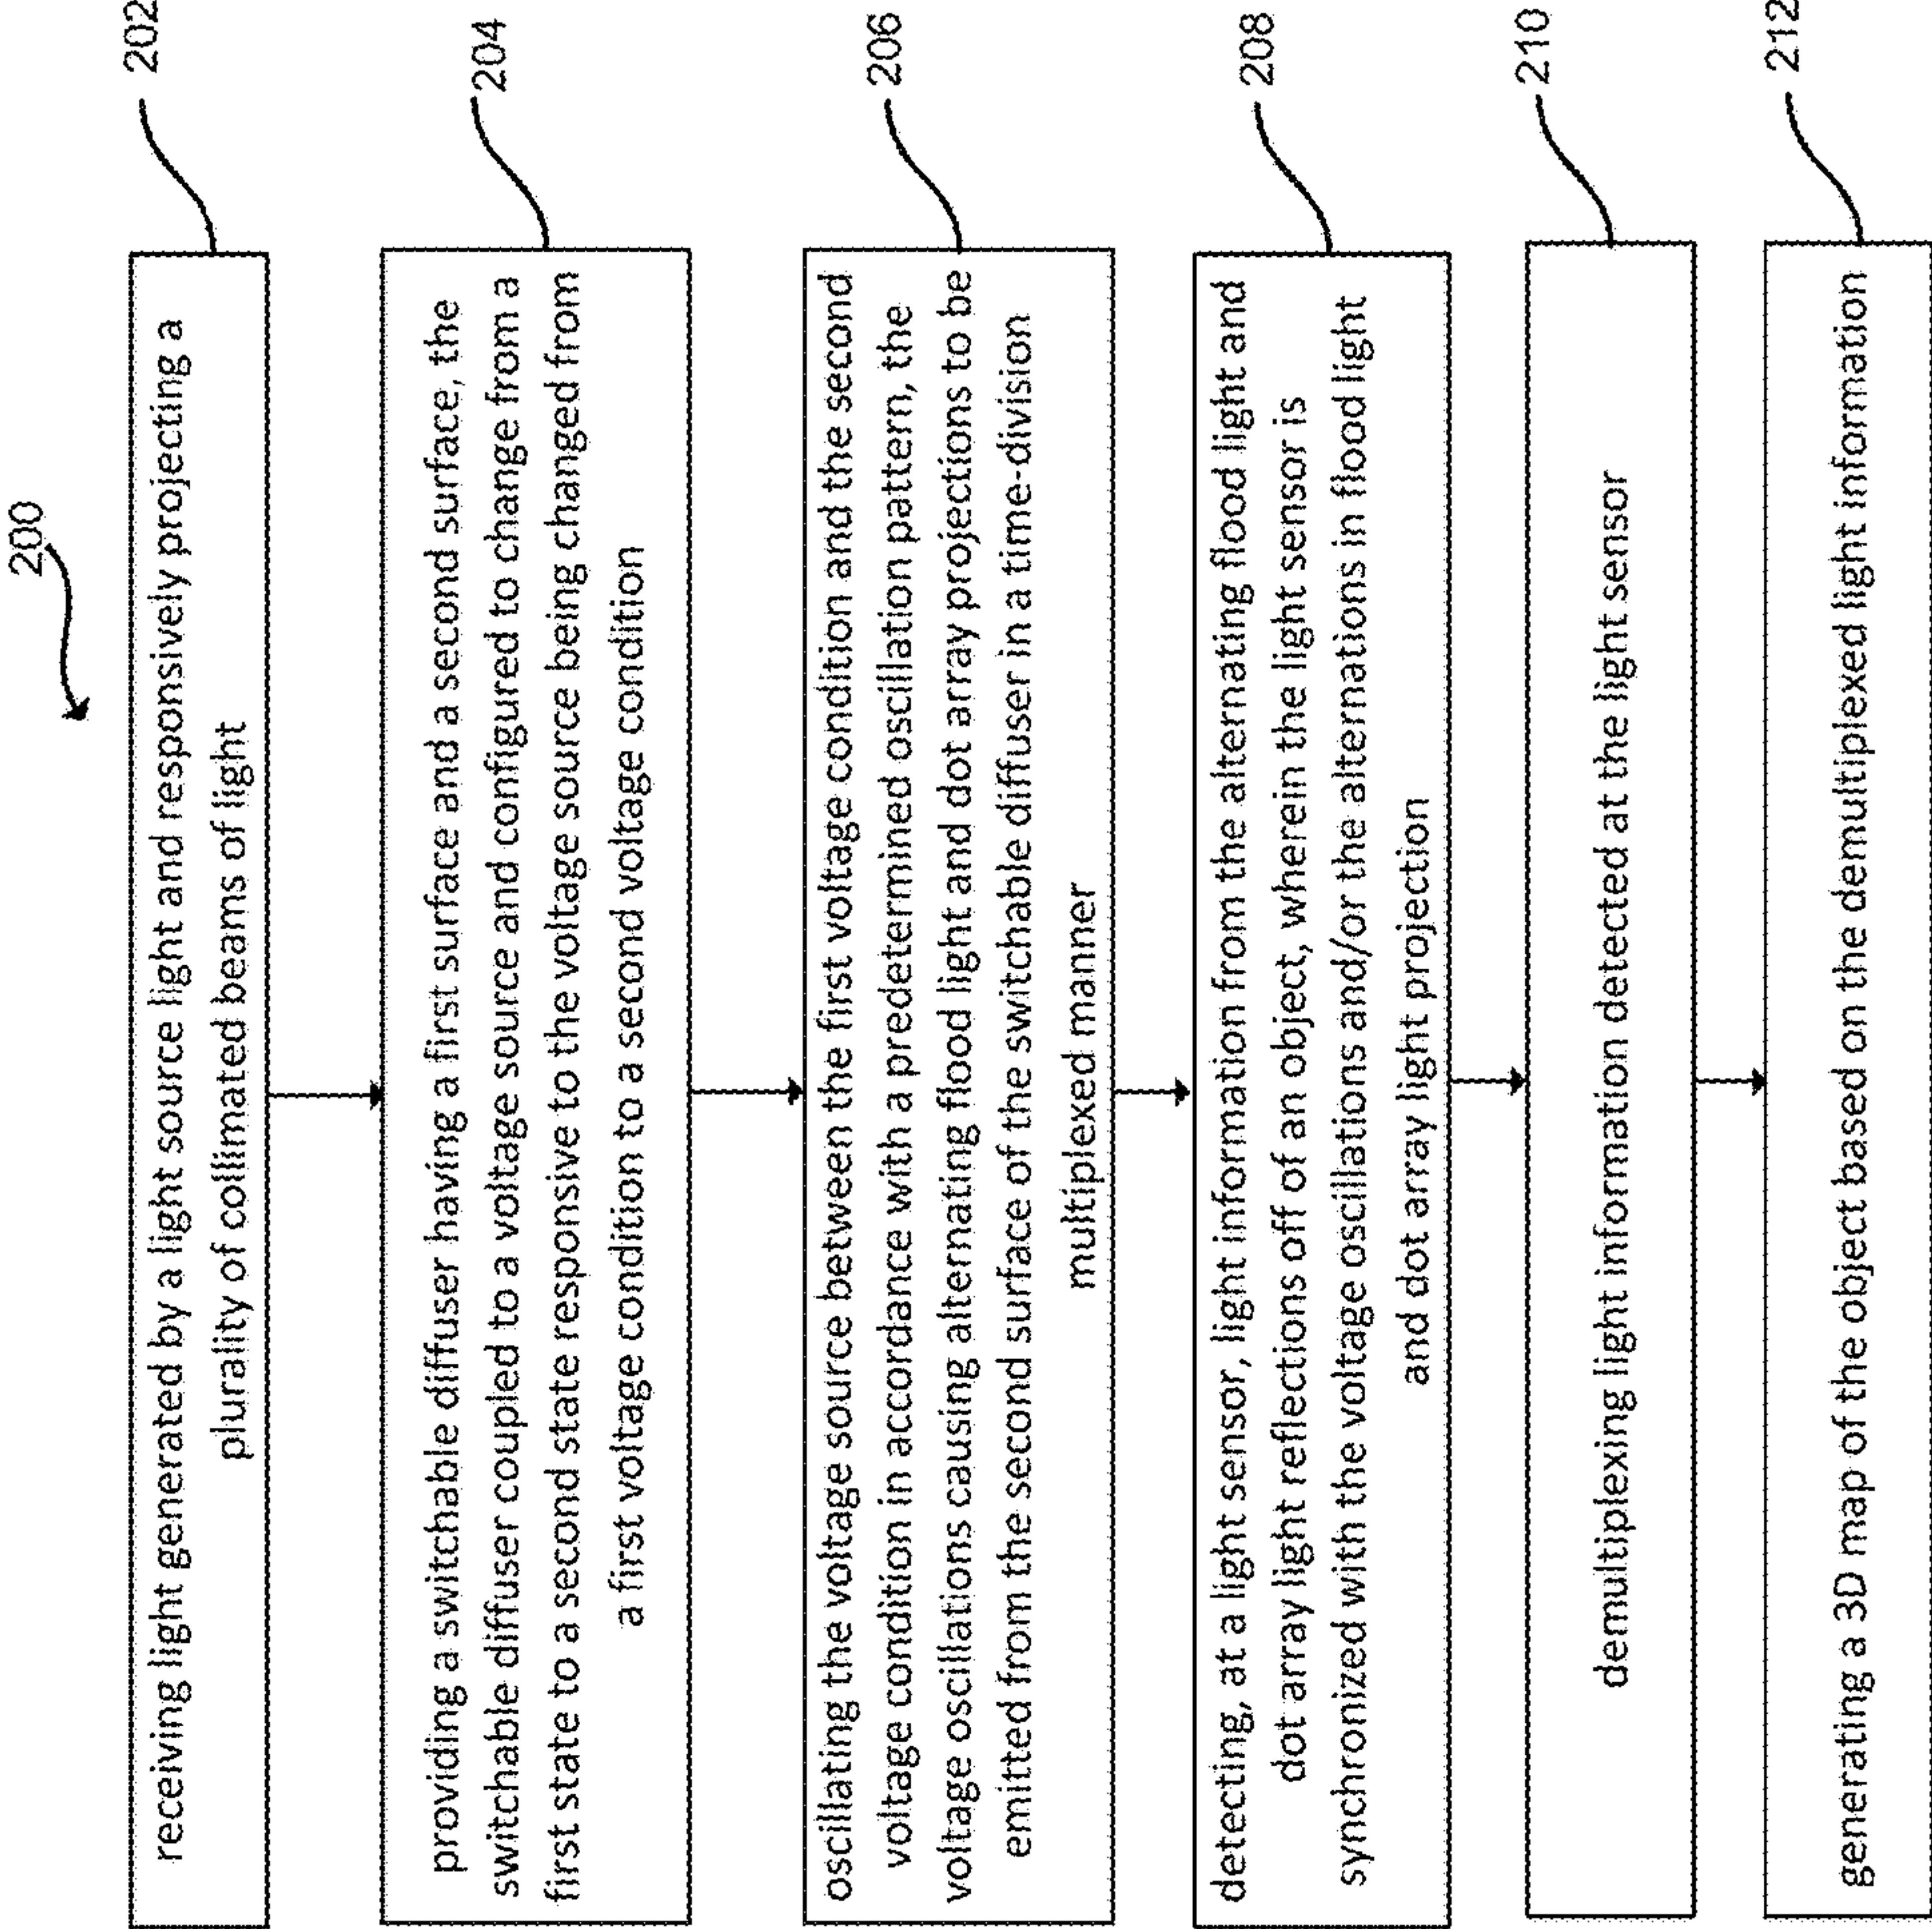 200
202
receiving light generated by a light source light and responsively projecting a
plurality of collimated beams of light
204
providing a switchable diffuser having a first surface and a second surface, the
switchable diffuser coupled to a voltage source and configured to change from a
first state to a second state responsive to the voltage source being changed from
a first voltage condition to a second voltage condition
206
oscillating the voltage source between the first voltage condition and the second
voltage condition in accordance with a predetermined oscillation pattern, the
voltage oscillations causing alternating flood light and dot array projections to be
emitted from the second surface of the switchable diffuser in a time-division
multiplexed manner
208
detecting, at a light sensor, light information from the alternating flood light and
dot array light reflections off of an object, wherein the light sensor is
synchronized with the voltage oscillations and/or the alternations in flood light
and dot array light projection
210
demultiplexing light information detected at the light sensor
212
generating a 3D map of the object based on the demultiplexed light information